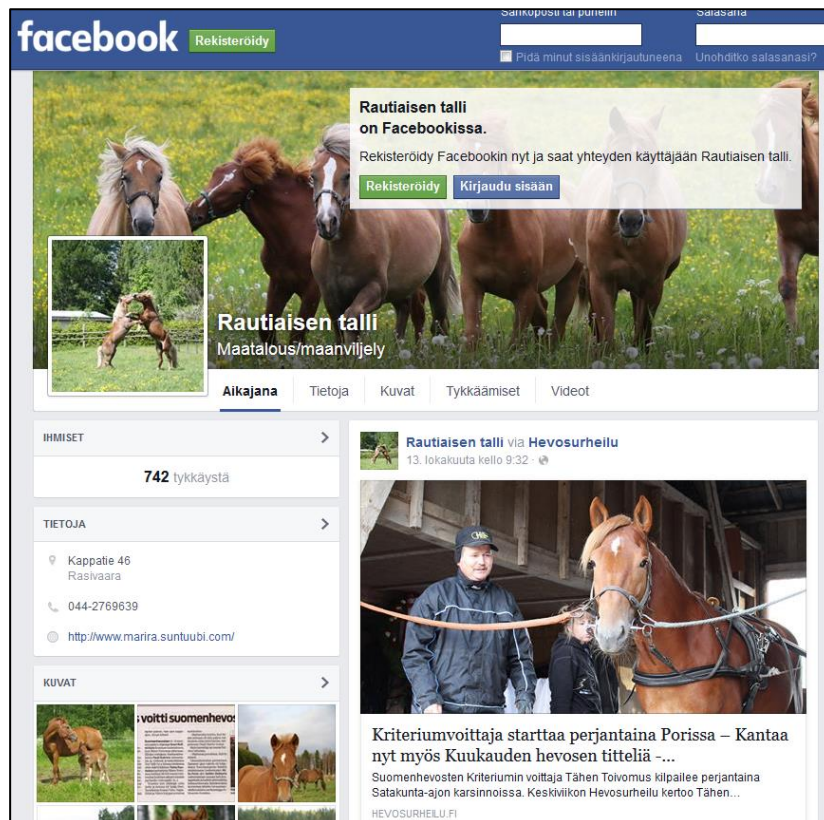 facebook Rekisteröidy
Sähköposti tai puhelin Salasana
Pidä minut sisäänkirjautuneena Unohditko salasanasi?
Rautiaisen talli
on Facebookissa.
Rekisteröidy Facebookin nyt ja saat yhteyden käyttäjään Rautiaisen talli.
Rekisteröidy Kirjaudu sisään
Rautiaisen talli
Maatalous/maanviljely
Aikajana Tietoja Kuvat Tykkäämiset Videot
IHMISET
742 tykkäystä
TIETOJA
Kappatie 46
Rasivaara
044-2769639
http://www.marira.suntuubi.com/
KUVAT
s voitti suomenhevos
Rautiaisen talli via Hevosurheilu
13. lokakuuta kello 9:32 ·
Kriteriumvoittaja starttaa perjantaina Porissa – Kantaa
nyt myös Kuukauden hevosen titteliä -...
Suomenhevosten Kriteriumin voittaja Tähen Toivomus kilpailee perjantaina
Satakunta-ajon karsinnoissa. Keskiviikon Hevosurheilu kertoo Tähen...
HEVOSURHEILU.FI